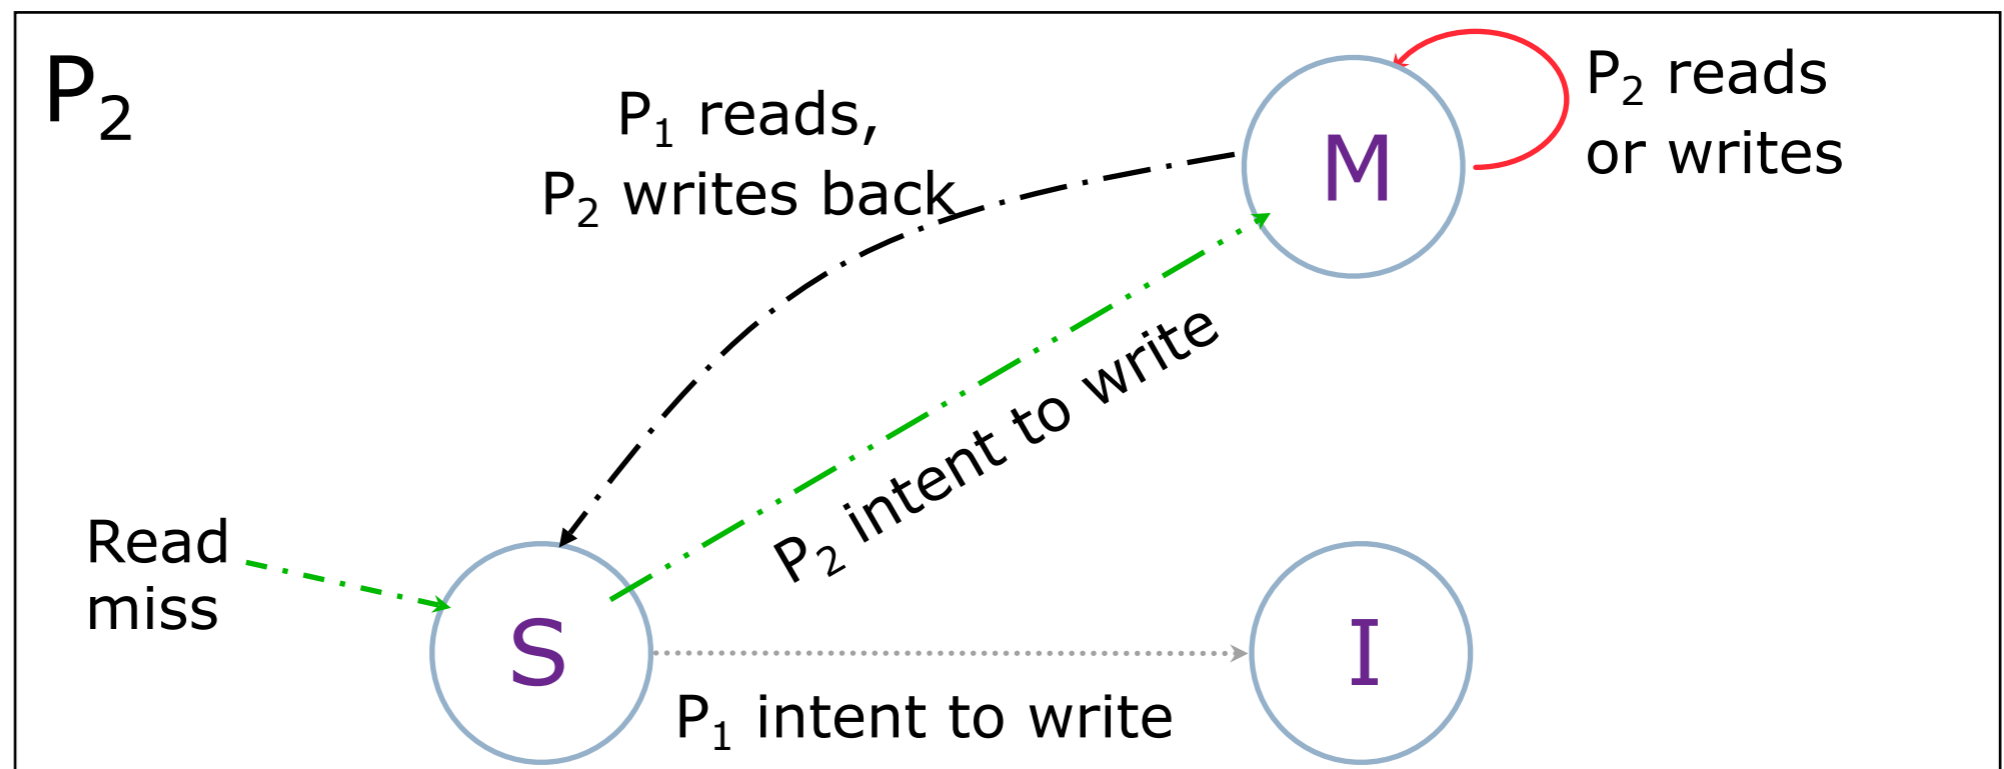 P₂
P₁ reads,
P₂ writes back
P₂ reads
or writes
M
P₂ intent to write
Read
miss
S
I
P₁ intent to write